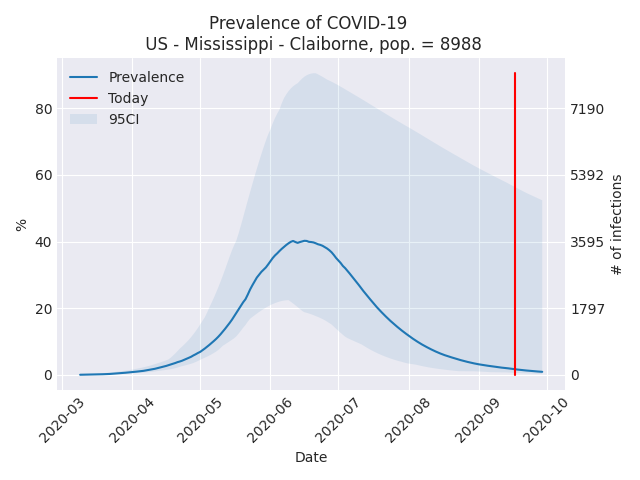 Prevalence of COVID-19
US - Mississippi - Claiborne, pop. = 8988
Prevalence
Today
95CI
80
60
40
20
0
%
7190
5392
3595
1797
0
# of infections
2020-03
2020-04
2020-05
2020-06
2020-07
2020-08
2020-09
2020-10
Date